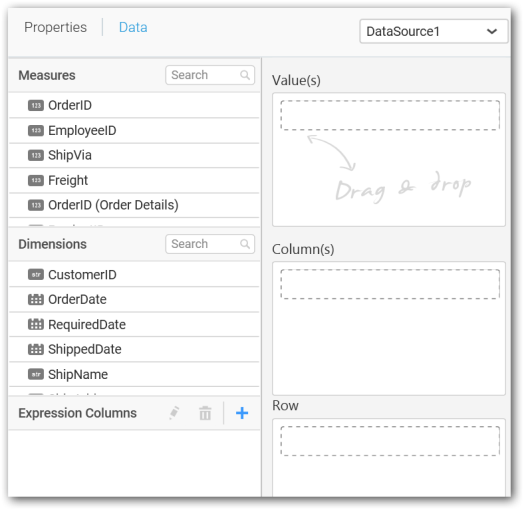 Properties
Data
DataSource1
Measures
Search
123 OrderID
123 EmployeeID
123 ShipVia
123 Freight
123 OrderID (Order Details)
Dimensions
Search
str CustomerID
OrderDate
RequiredDate
ShippedDate
str ShipName
Expression Columns
Value(s)
Drag & drop
Column(s)
Row